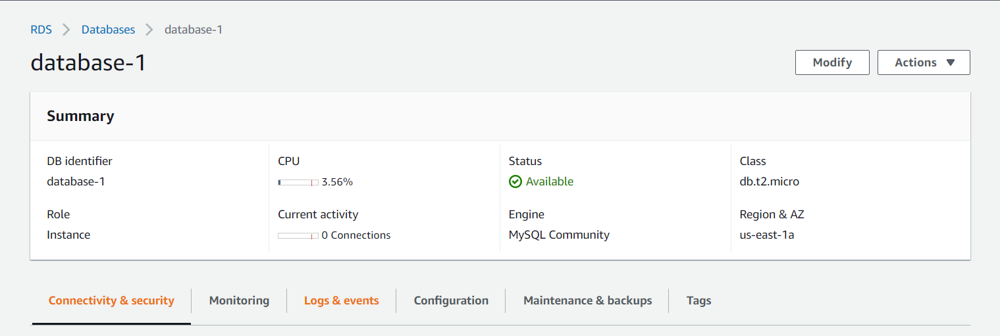 RDS Databases database-1
database-1
Modify Actions
Summary
DB identifier CPU Status Class
database-1 3.56% Available db.t2.micro
Role Current activity Engine Region & AZ
Instance 0 Connections MySQL Community us-east-1a
Connectivity & security Monitoring Logs & events Configuration Maintenance & backups Tags